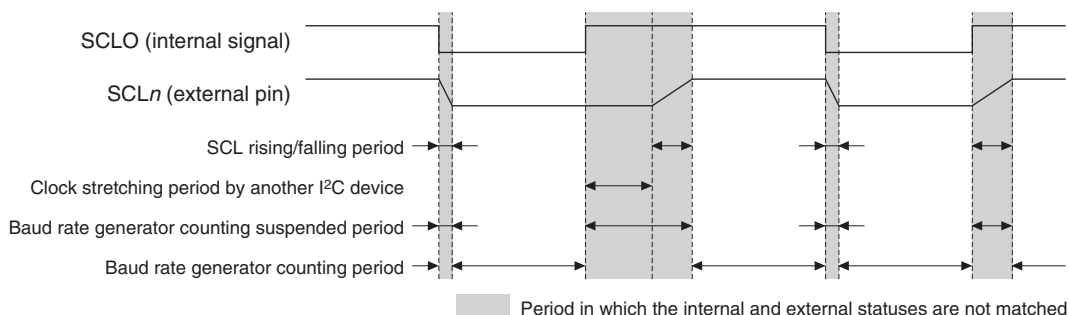 SCLO (internal signal)
SCLn (external pin)
SCL rising/falling period
Clock stretching period by another I²C device
Baud rate generator counting suspended period
Baud rate generator counting period
Period in which the internal and external statuses are not matched